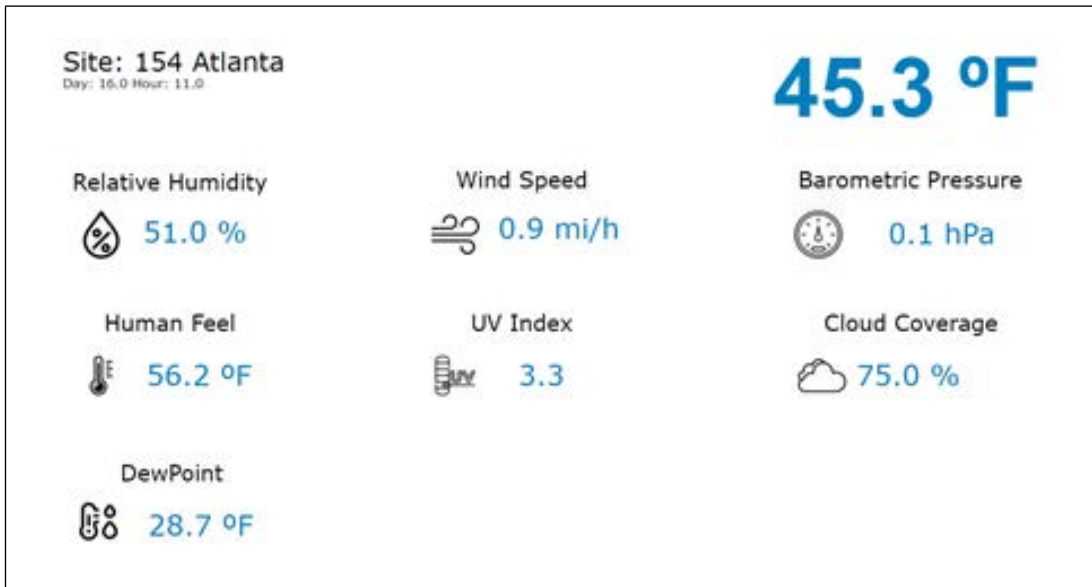 Site: 154 Atlanta
Day: 16.0 Hour: 11.0
45.3 ºF
Relative Humidity
51.0 %
Wind Speed
0.9 mi/h
Barometric Pressure
0.1 hPa
Human Feel
56.2 ºF
UV Index
UV
3.3
Cloud Coverage
75.0 %
DewPoint
28.7 ºF